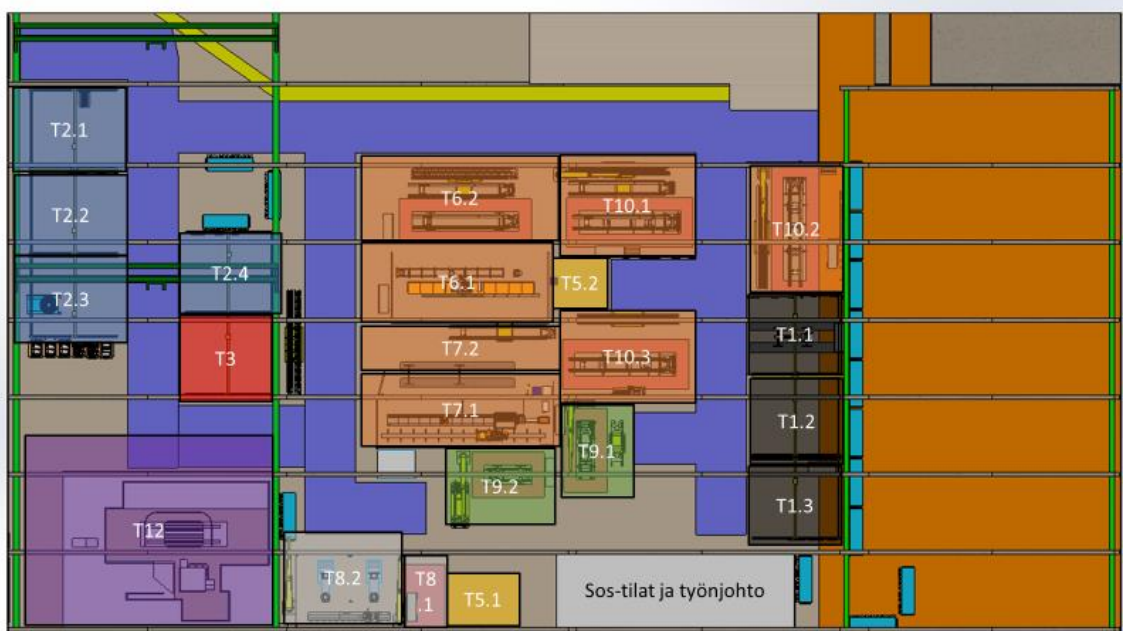 T2.1
T2.2
T2.3
T2.4
T3
T6.2
T10.1
T10.2
T6.1
T5.2
T1.1
T7.2
T10.3
T7.1
T1.2
T9.1
T9.2
T1.3
T12
T8.2
T8
.1
T5.1
Sos-tilat ja työnjohto